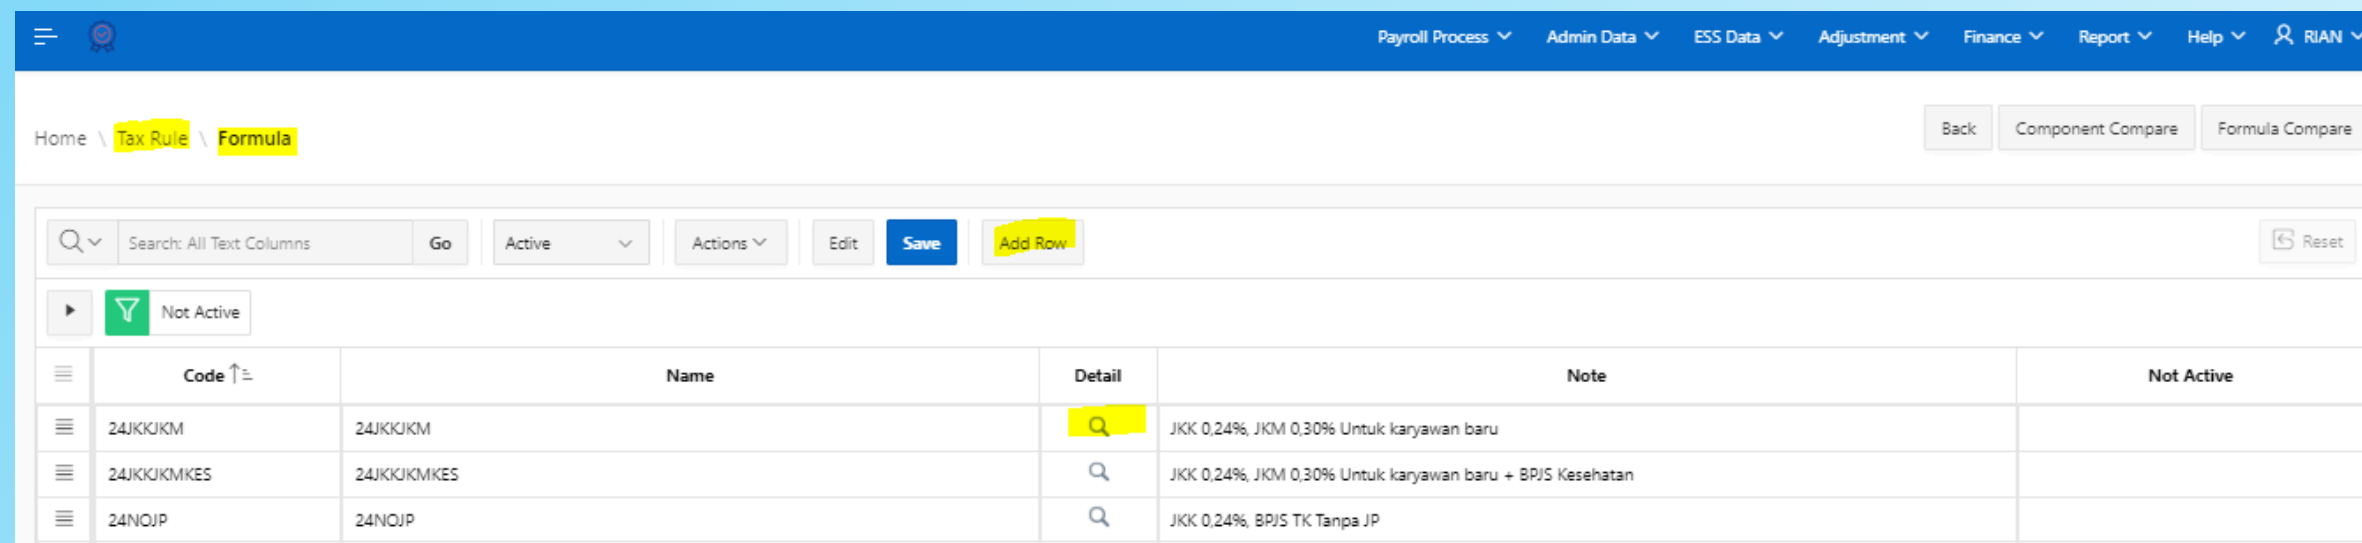 Payroll Process Admin Data ESS Data Adjustment Finance Report Help RIAN
Home \ Tax Rule \ Formula
Back Component Compare Formula Compare
Search: All Text Columns Go Active Actions Edit Save Add Row Reset
Not Active
Code Name Detail Note Not Active
24JKKJKM 24JKKJKM JKK 0,24%, JKM 0,30% Untuk karyawan baru
24JKKJKMKES 24JKKJKMKES JKK 0,24%, JKM 0,30% Untuk karyawan baru + BPJS Kesehatan
24NOJP 24NOJP JKK 0,24%, BPJS TK Tanpa JP